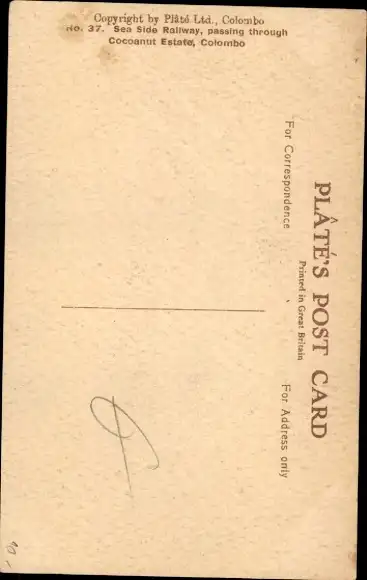 Copyright by Plâté Ltd., Colombo
No. 37. Sea Side Railway, passing through
Cocoanut Estate, Colombo
PLÂTÉ'S POST CARD
Printed in Great Britain
For Correspondence
For Address only